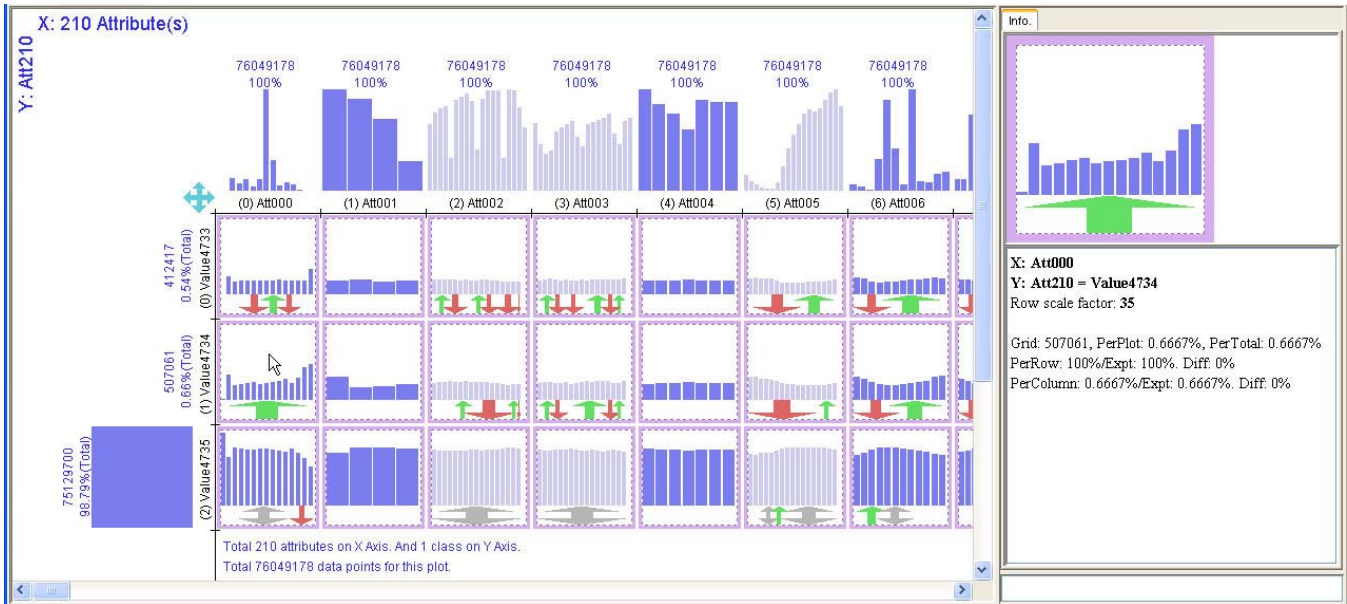 X: 210 Attribute(s)
Y: Att210
76049178 76049178 76049178 76049178 76049178 76049178 76049178
100% 100% 100% 100% 100% 100% 100%
(0) Att000 (1) Att001 (2) Att002 (3) Att003 (4) Att004 (5) Att005 (6) Att006
412417
0.54%(Total)
(0) Value4733
507061
0.66%(Total)
(1) Value4734
75129700
98.79%(Total)
(2) Value4735
Total 210 attributes on X Axis. And 1 class on Y Axis.
Total 76049178 data points for this plot.
Info.
X: Att000
Y: Att210 = Value4734
Row scale factor: 35
Grid: 507061, PerPlot: 0.6667%, PerTotal: 0.6667%
PerRow: 100%/Expt: 100%. Diff: 0%
PerColumn: 0.6667%/Expt: 0.6667%. Diff: 0%